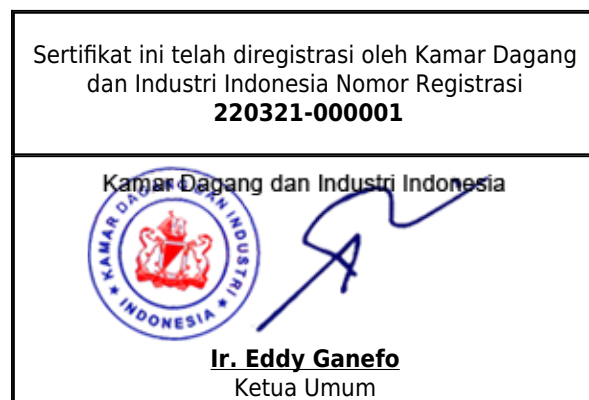 Sertifikat ini telah diregistrasi oleh Kamar Dagang
dan Industri Indonesia Nomor Registrasi
220321-000001
Kamar Dagang dan Industri Indonesia
KAMAR DAGANG DAN INDUSTRI
INDONESIA
Ir. Eddy Ganefo
Ketua Umum